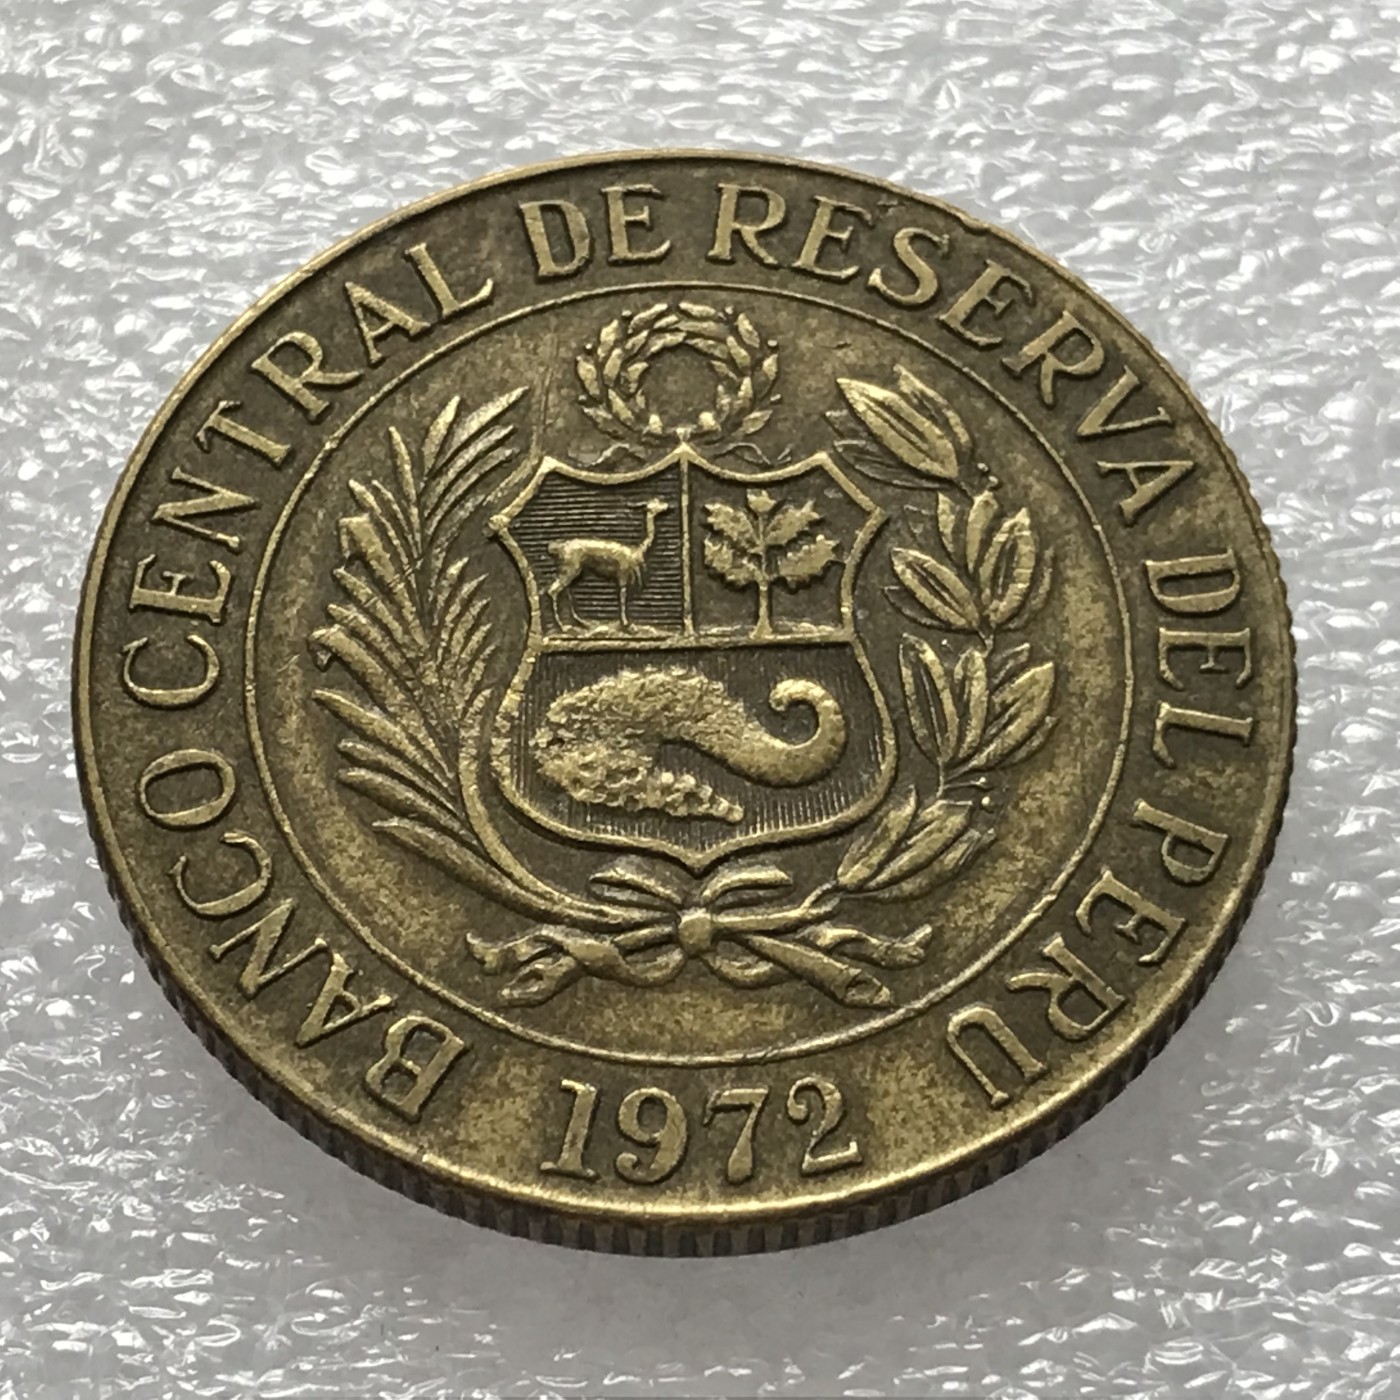 BANCO CENTRAL DE RESERVA DEL PERU
1972